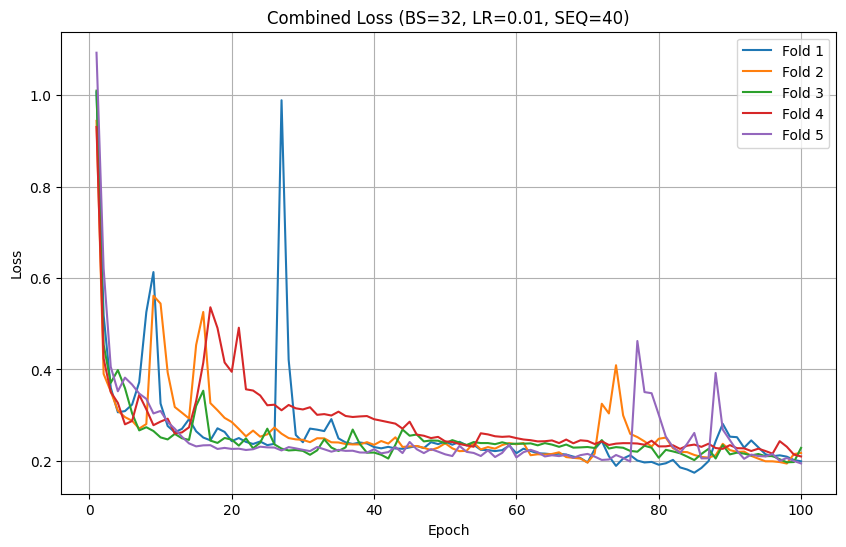 Combined Loss (BS=32, LR=0.01, SEQ=40)
Fold 1
Fold 2
Fold 3
Fold 4
Fold 5
Loss
1.0
0.8
0.6
0.4
0.2
0 20 40 60 80 100
Epoch